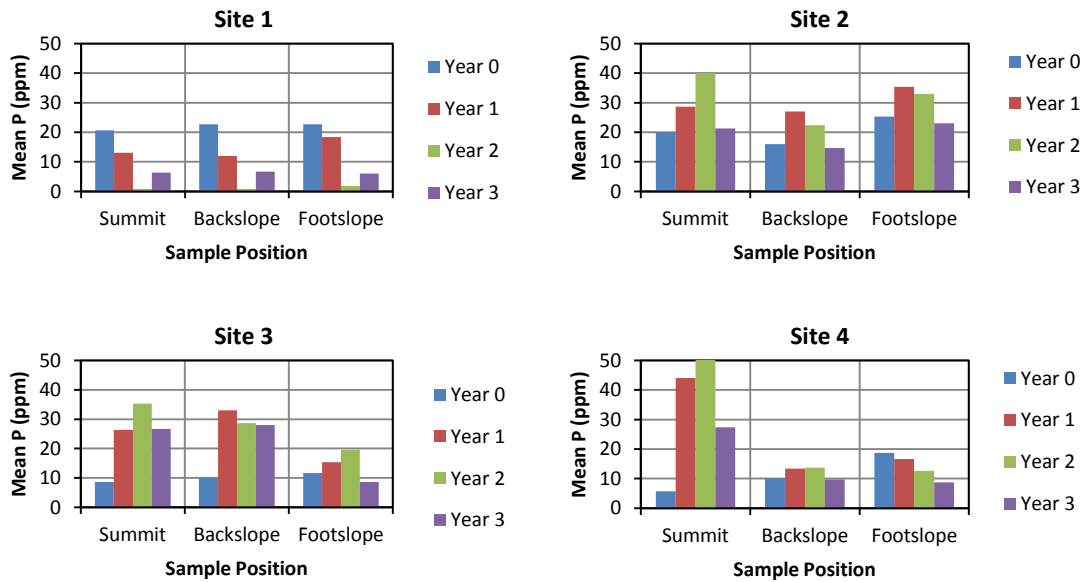 Site 1
Mean P (ppm)
50
40
30
20
10
0
Summit Backslope Footslope
Sample Position
Year 0
Year 1
Year 2
Year 3
Site 2
Mean P (ppm)
50
40
30
20
10
0
Summit Backslope Footslope
Sample Position
Year 0
Year 1
Year 2
Year 3
Site 3
Mean P (ppm)
50
40
30
20
10
0
Summit Backslope Footslope
Sample Position
Year 0
Year 1
Year 2
Year 3
Site 4
Mean P (ppm)
50
40
30
20
10
0
Summit Backslope Footslope
Sample Position
Year 0
Year 1
Year 2
Year 3